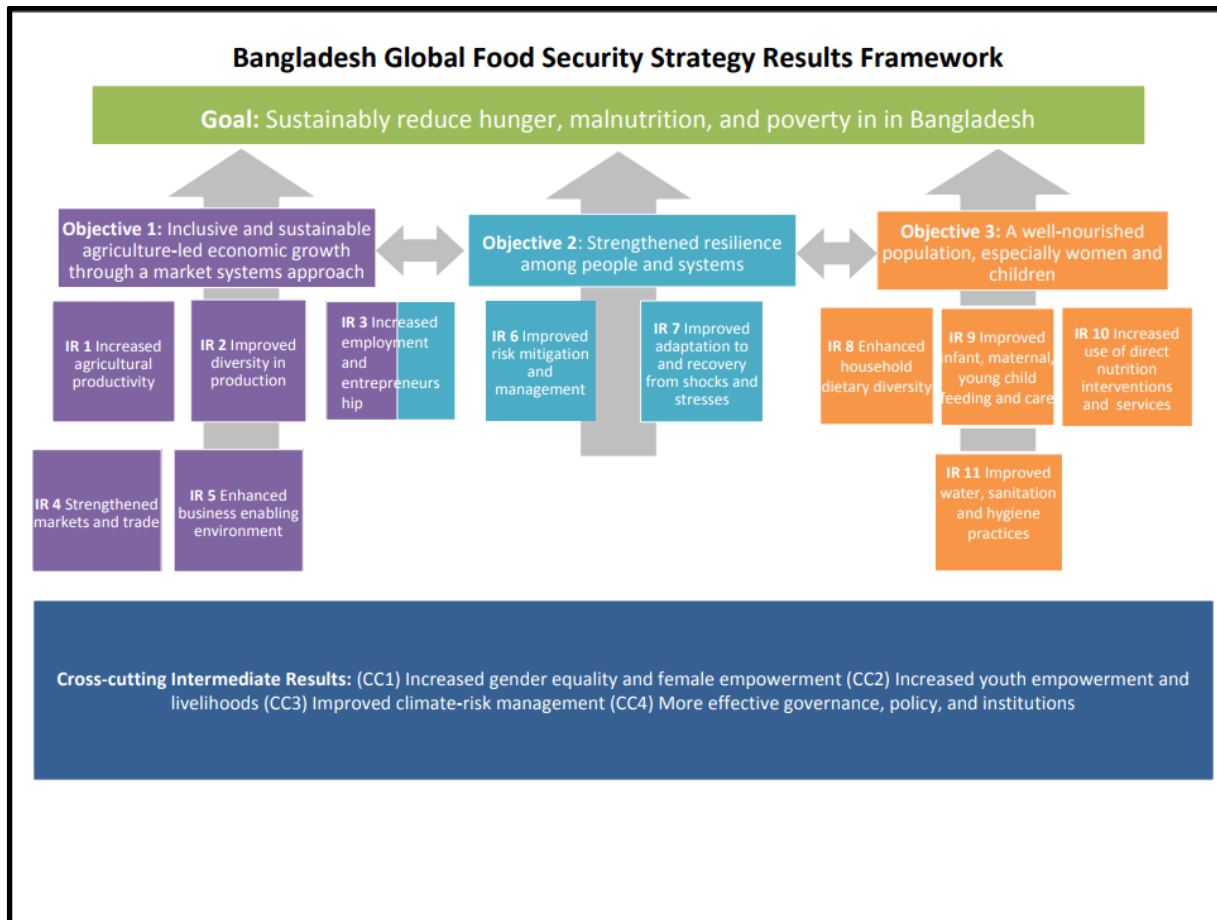 Bangladesh Global Food Security Strategy Results Framework
Goal: Sustainably reduce hunger, malnutrition, and poverty in in Bangladesh
Objective 1: Inclusive and sustainable
agriculture-led economic growth
through a market systems approach
Objective 2: Strengthened resilience
among people and systems
Objective 3: A well-nourished
population, especially women and
children
IR 1 Increased
agricultural
productivity
IR 2 Improved
diversity in
production
IR 3 Increased
employment
and
entrepreneurs
hip
IR 6 Improved
risk mitigation
and
management
IR 7 Improved
adaptation to
and recovery
from shocks and
stresses
IR 8 Enhanced
household
dietary diversity
IR 9 Improved
infant, maternal,
young child
feeding and care
IR 10 Increased
use of direct
nutrition
interventions
and services
IR 4 Strengthened
markets and trade
IR 5 Enhanced
business enabling
environment
IR 11 Improved
water, sanitation
and hygiene
practices
Cross-cutting Intermediate Results: (CC1) Increased gender equality and female empowerment (CC2) Increased youth empowerment and
livelihoods (CC3) Improved climate-risk management (CC4) More effective governance, policy, and institutions